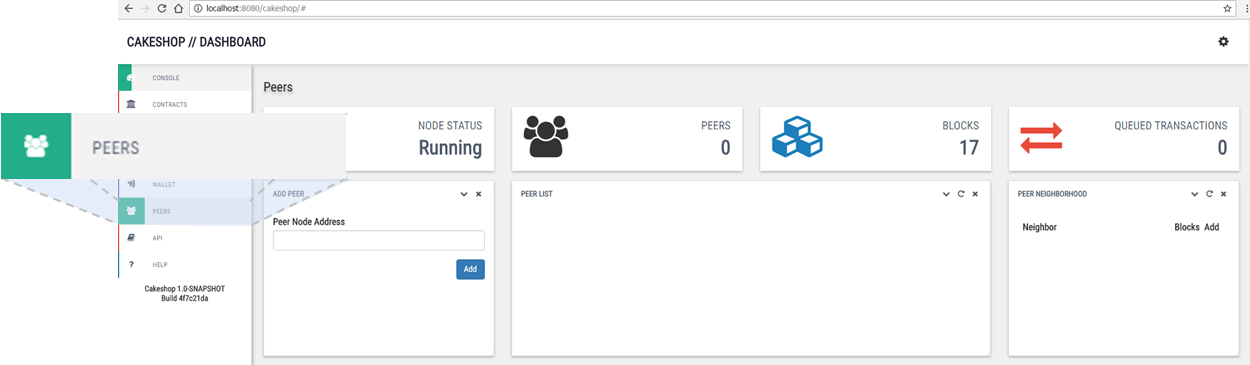 localhost:8080/cakeshop/#
CAKESHOP // DASHBOARD
CONSOLE
CONTRACTS
PEERS
WALLET
PEERS
API
?
HELP
Cakeshop 1.0-SNAPSHOT
Build 4f7c21da
Peers
NODE STATUS
Running
PEERS
0
BLOCKS
17
QUEUED TRANSACTIONS
0
ADD PEER
Peer Node Address
Add
PEER LIST
PEER NEIGHBORHOOD
Neighbor Blocks Add